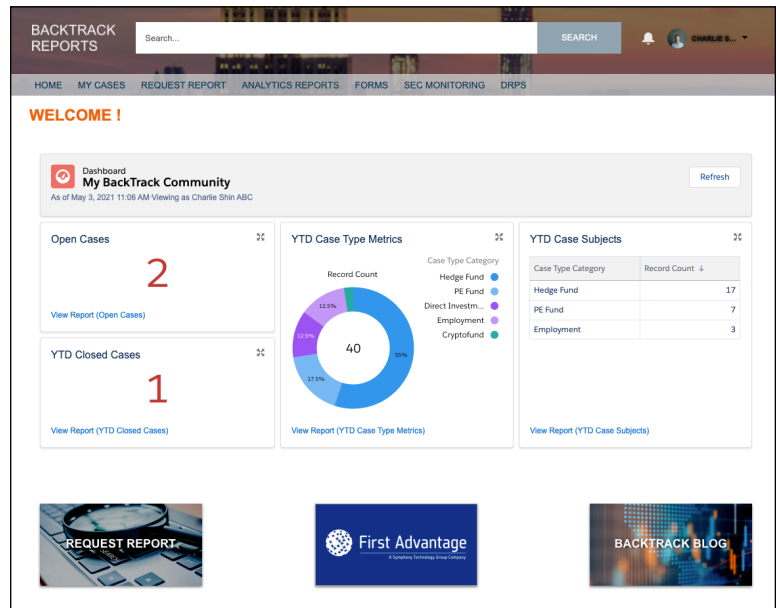 BACKTRACK
REPORTS
Search...
SEARCH
CHARLIE S...
HOME MY CASES REQUEST REPORT ANALYTICS REPORTS FORMS SEC MONITORING DRPS
WELCOME !
Dashboard
My BackTrack Community
As of May 3, 2021 11:06 AM·Viewing as Charlie Shin ABC
Refresh
Open Cases
2
View Report (Open Cases)
YTD Closed Cases
1
View Report (YTD Closed Cases)
YTD Case Type Metrics
Record Count
Case Type Category
Hedge Fund
PE Fund
Direct Investm...
Employment
Cryptofund
12.5%
12.5%
40
55%
17.5%
View Report (YTD Case Type Metrics)
YTD Case Subjects
Case Type Category Record Count ↓
Hedge Fund 17
PE Fund 7
Employment 3
View Report (YTD Case Subjects)
REQUEST REPORT
SEARCH
First Advantage
A Symphony Technology Group Company
BACKTRACK BLOG